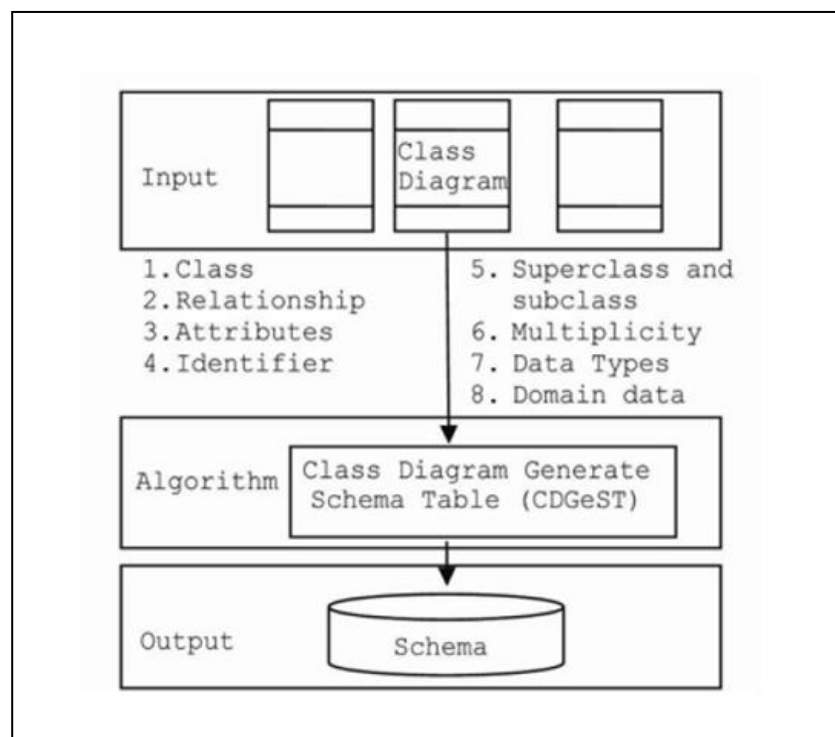 Input
Class
Diagram
1.Class
2.Relationship
3.Attributes
4.Identifier
5. Superclass and
subclass
6. Multiplicity
7. Data Types
8. Domain data
Algorithm
Class Diagram Generate
Schema Table (CDGeST)
Output
Schema